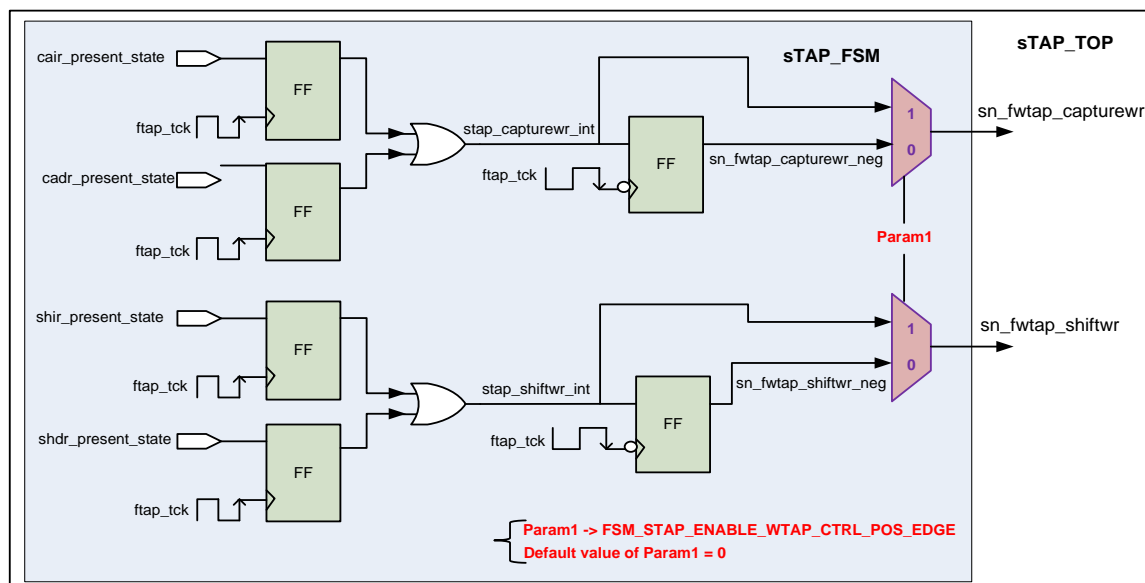 sTAP_FSM
sTAP_TOP
cair_present_state
FF
ftap_tck
cadr_present_state
FF
ftap_tck
stap_capturewr_int
FF
ftap_tck
sn_fwtap_capturewr_neg
1
0
sn_fwtap_capturewr
Param1
shir_present_state
FF
ftap_tck
shdr_present_state
FF
ftap_tck
stap_shiftwr_int
FF
ftap_tck
sn_fwtap_shiftwr_neg
1
0
sn_fwtap_shiftwr
Param1 -> FSM_STAP_ENABLE_WTAP_CTRL_POS_EDGE
Default value of Param1 = 0